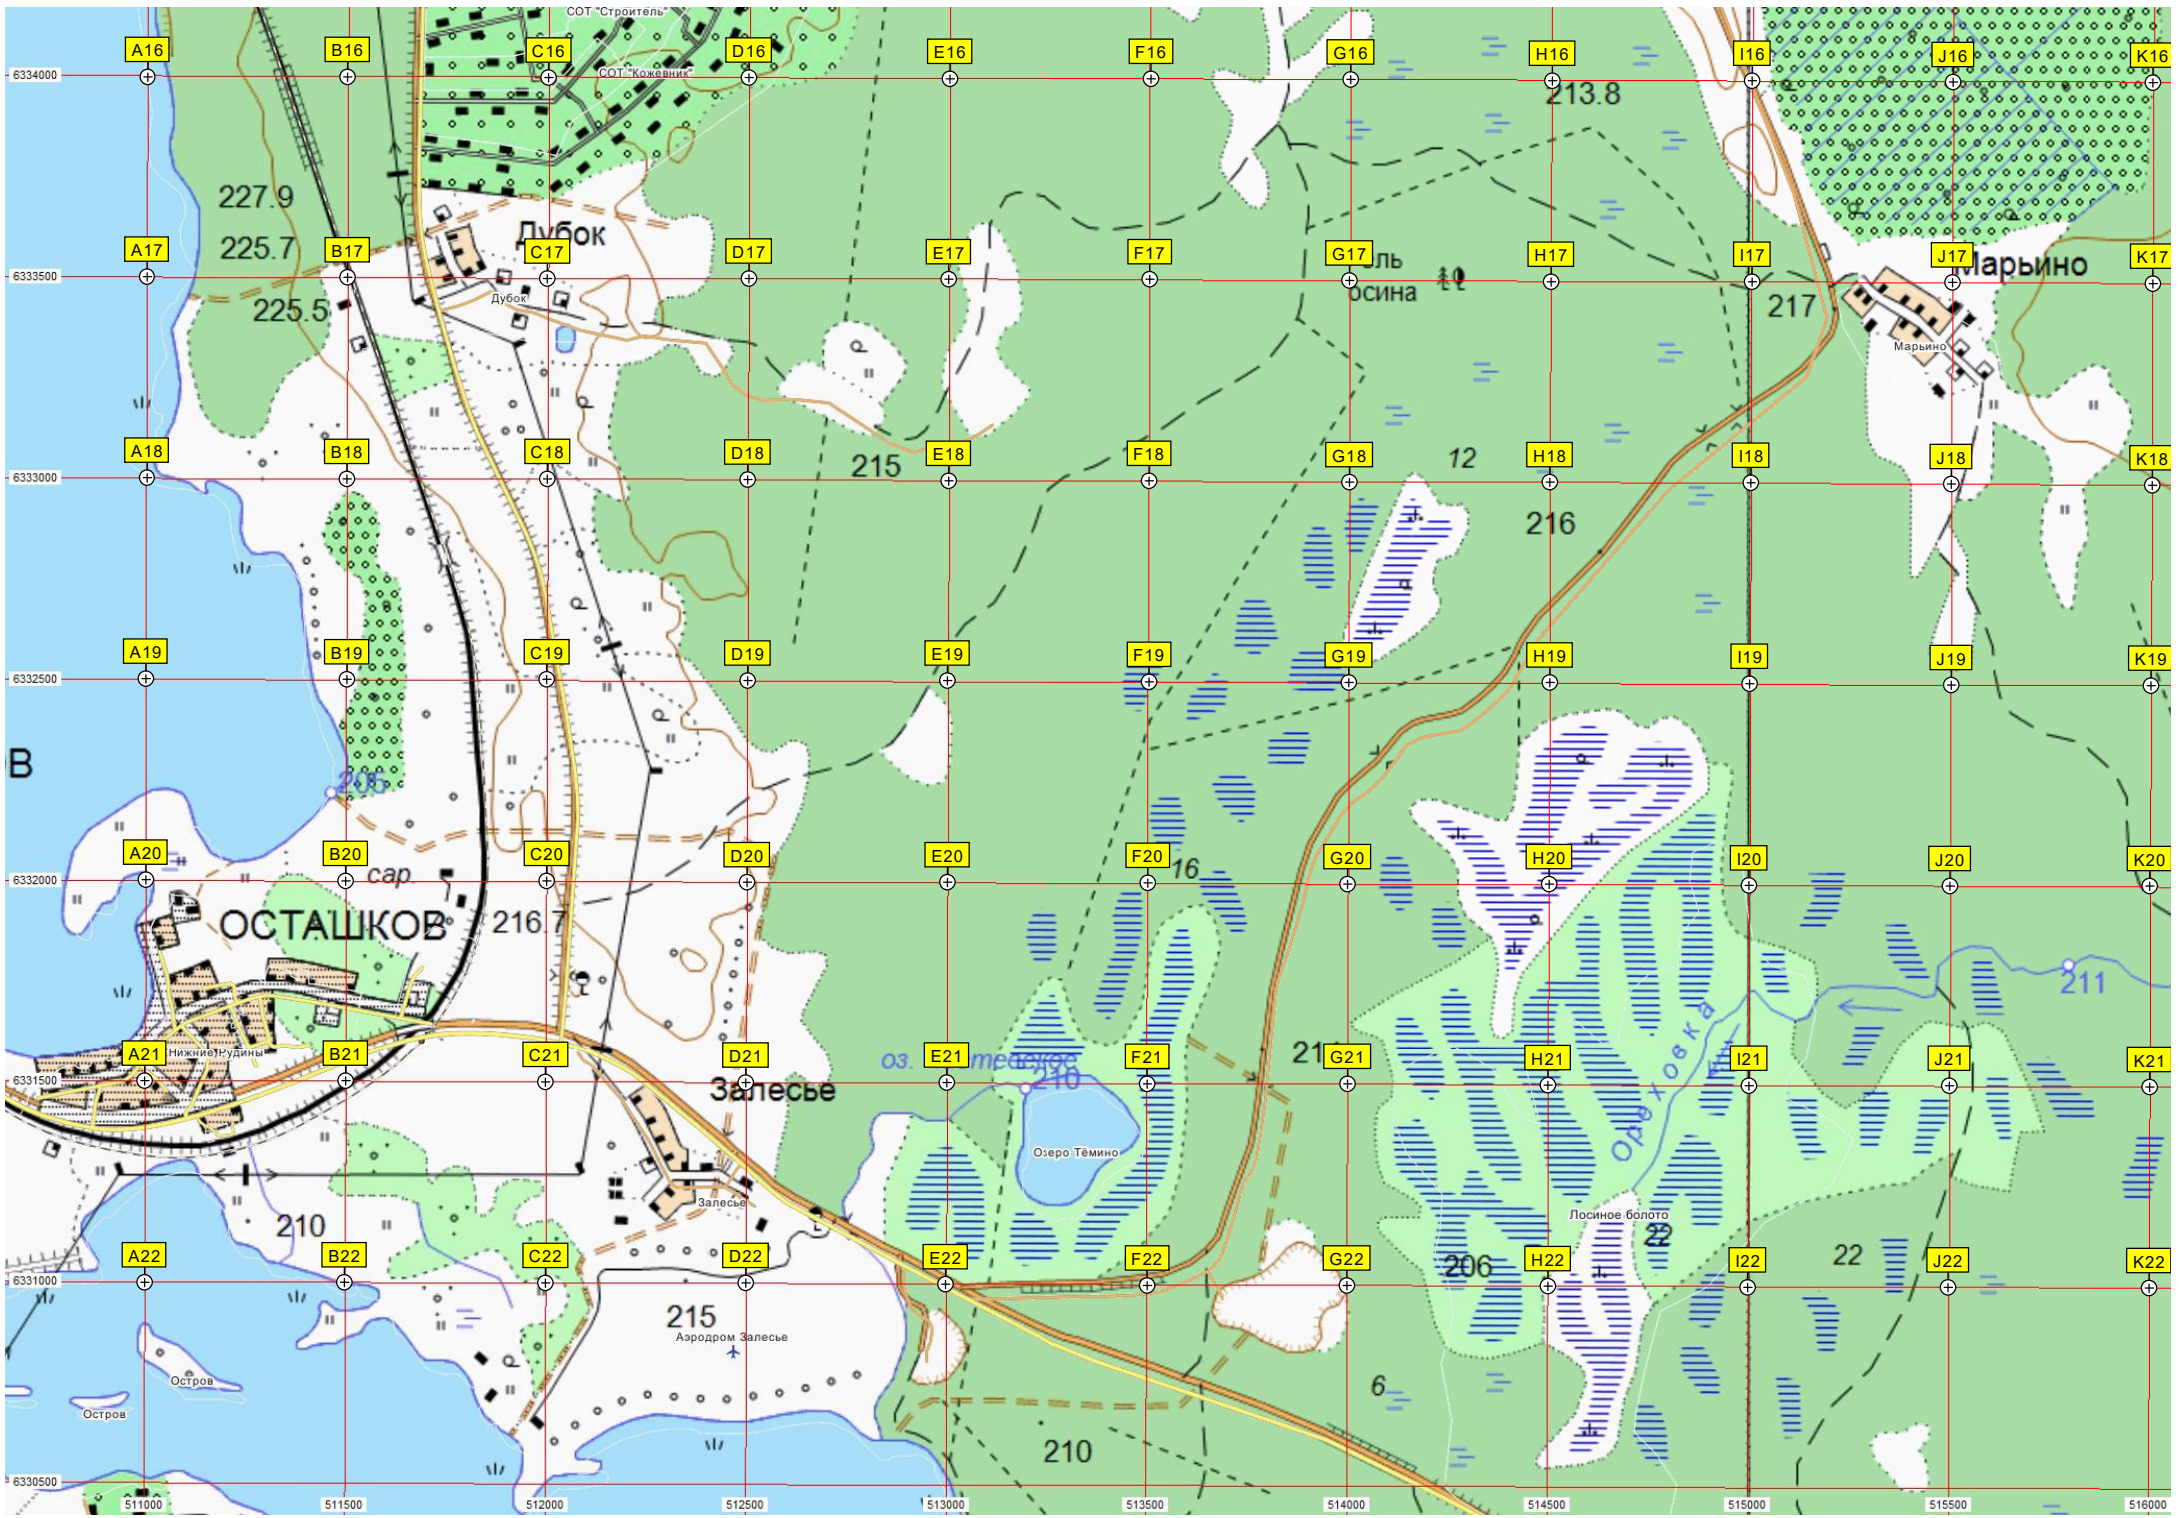 СОТ "Строитель"
A16 B16 C16 D16 E16 F16 G16 H16 I16 J16 K16
6334000
СОТ "Кожевник"
213.8
227.9
Дубок
225.7
A17 B17 C17 D17 E17 F17 G17 H17 I17 J17 K17
Марьино
6333500
осина
Дубок
225.5
217
Марьино
A18 B18 C18 D18 E18 F18 G18 H18 I18 J18 K18
215
12
6333000
216
A19 B19 C19 D19 E19 F19 G19 H19 I19 J19 K19
6332500
В
205
A20 B20 C20 D20 E20 F20 G20 H20 I20 J20 K20
сар.
16
6332000
ОСТАШКОВ
216.7
211
Ореховка
A21 B21 C21 D21 E21 F21 G21 H21 I21 J21 K21
Нижние Рудины
оз.
210
6331500
Залесье
Озеро Тёмино
Залесье
Лосиное болото
210
22
22
A22 B22 C22 D22 E22 F22 G22 H22 I22 J22 K22
206
6331000
215
Аэродром Залесье
Остров
6
Остров
210
6330500
511000 511500 512000 512500 513000 513500 514000 514500 515000 515500 516000